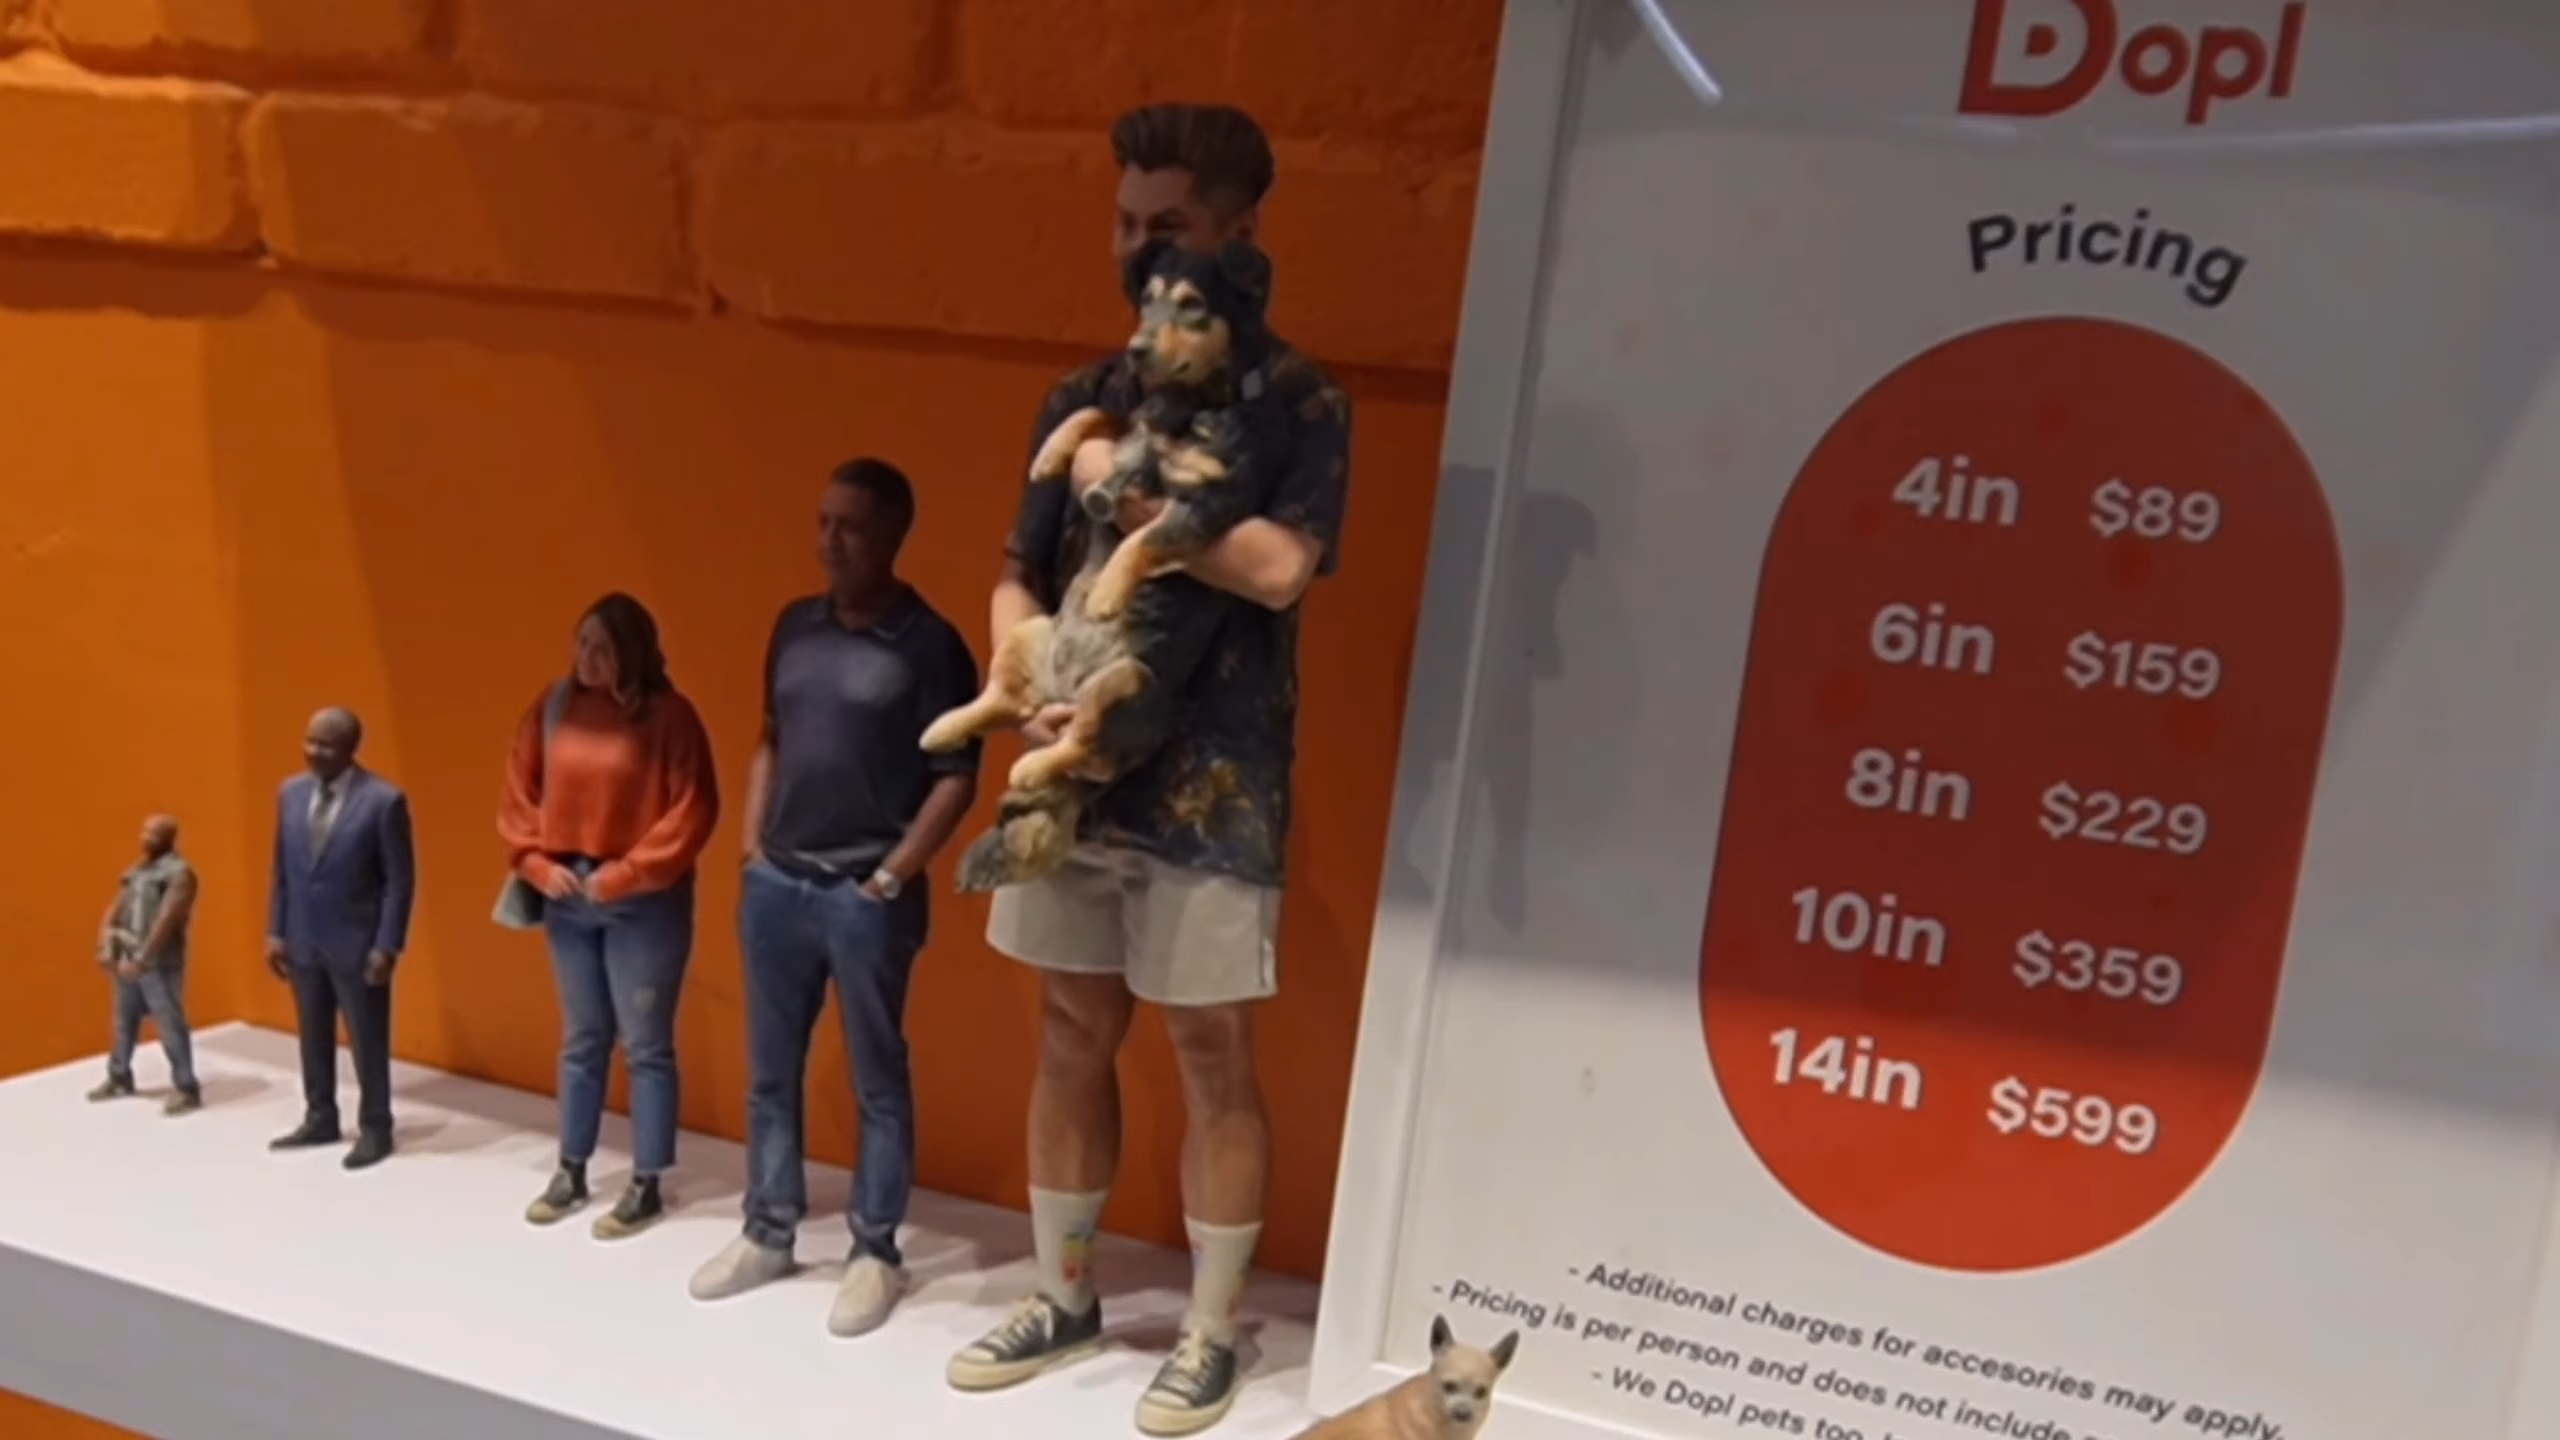 Dopl
Pricing
4in $89
6in $159
8in $229
10in $359
14in $599
- Additional charges for accesories may apply.
- Pricing is per person and does not include
- We Dopl pets too.